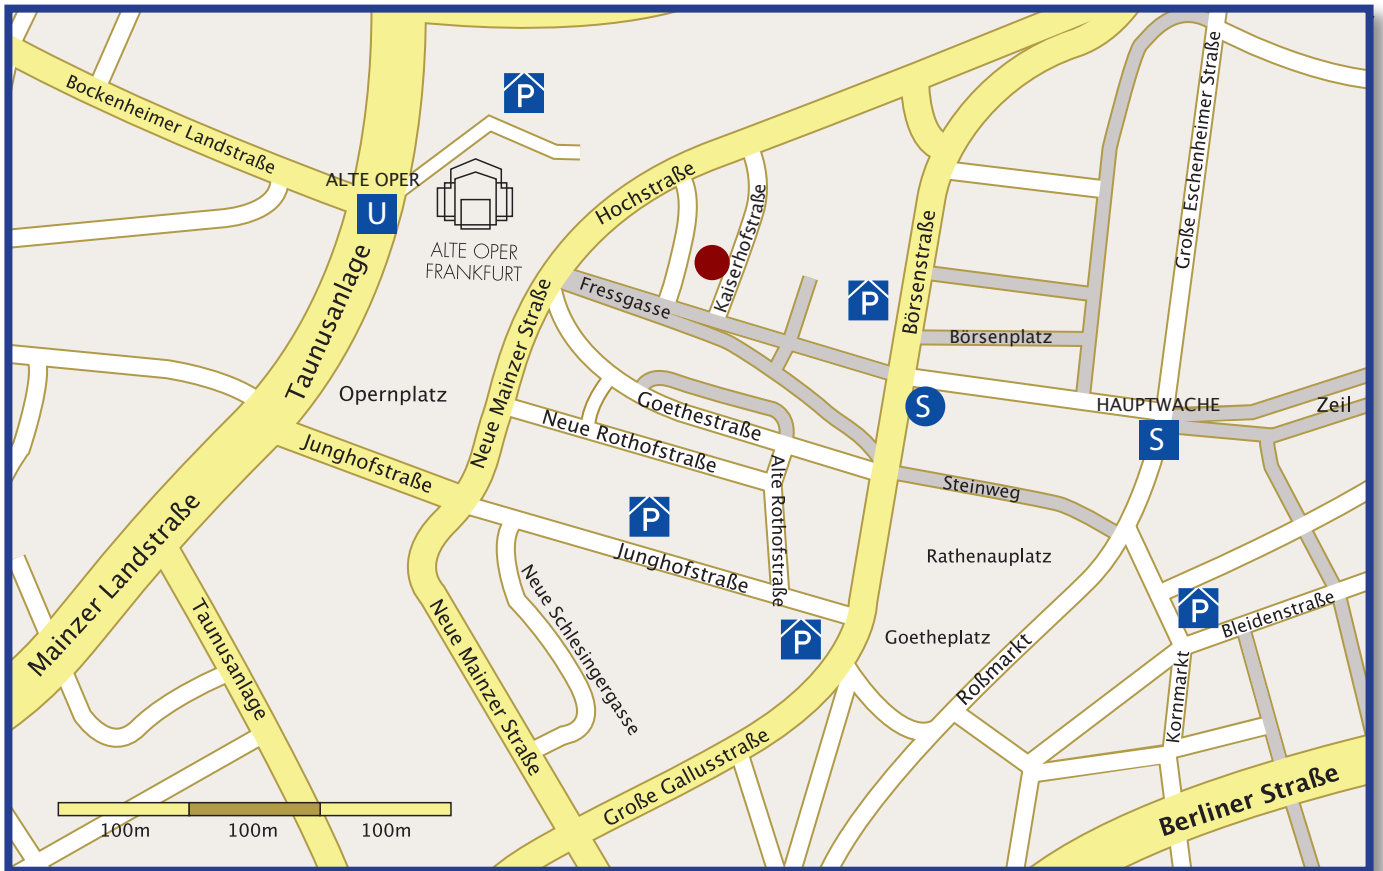 P
Bockenheimer Landstraße
ALTE OPER
U
ALTE OPER
FRANKFURT
Hochstraße
Kaiserhofstraße
Große Eschenheimer Straße
Börsenstraße
Taunusanlage
Fressgasse
P
Neue Mainzer Straße
Börsenplatz
Opernplatz
Goethestraße
S
HAUPTWACHE
Zeil
S
Neue Rothofstraße
Junghofstraße
Alte Rothofstraße
Steinweg
P
Mainzer Landstraße
Junghofstraße
Rathenauplatz
Neue Schlesingergasse
P
Bleidenstraße
P
Goetheplatz
Taunusanlage
Neue Mainzer Straße
Roßmarkt
Kornmarkt
Große Gallusstraße
Berliner Straße
100m
100m
100m